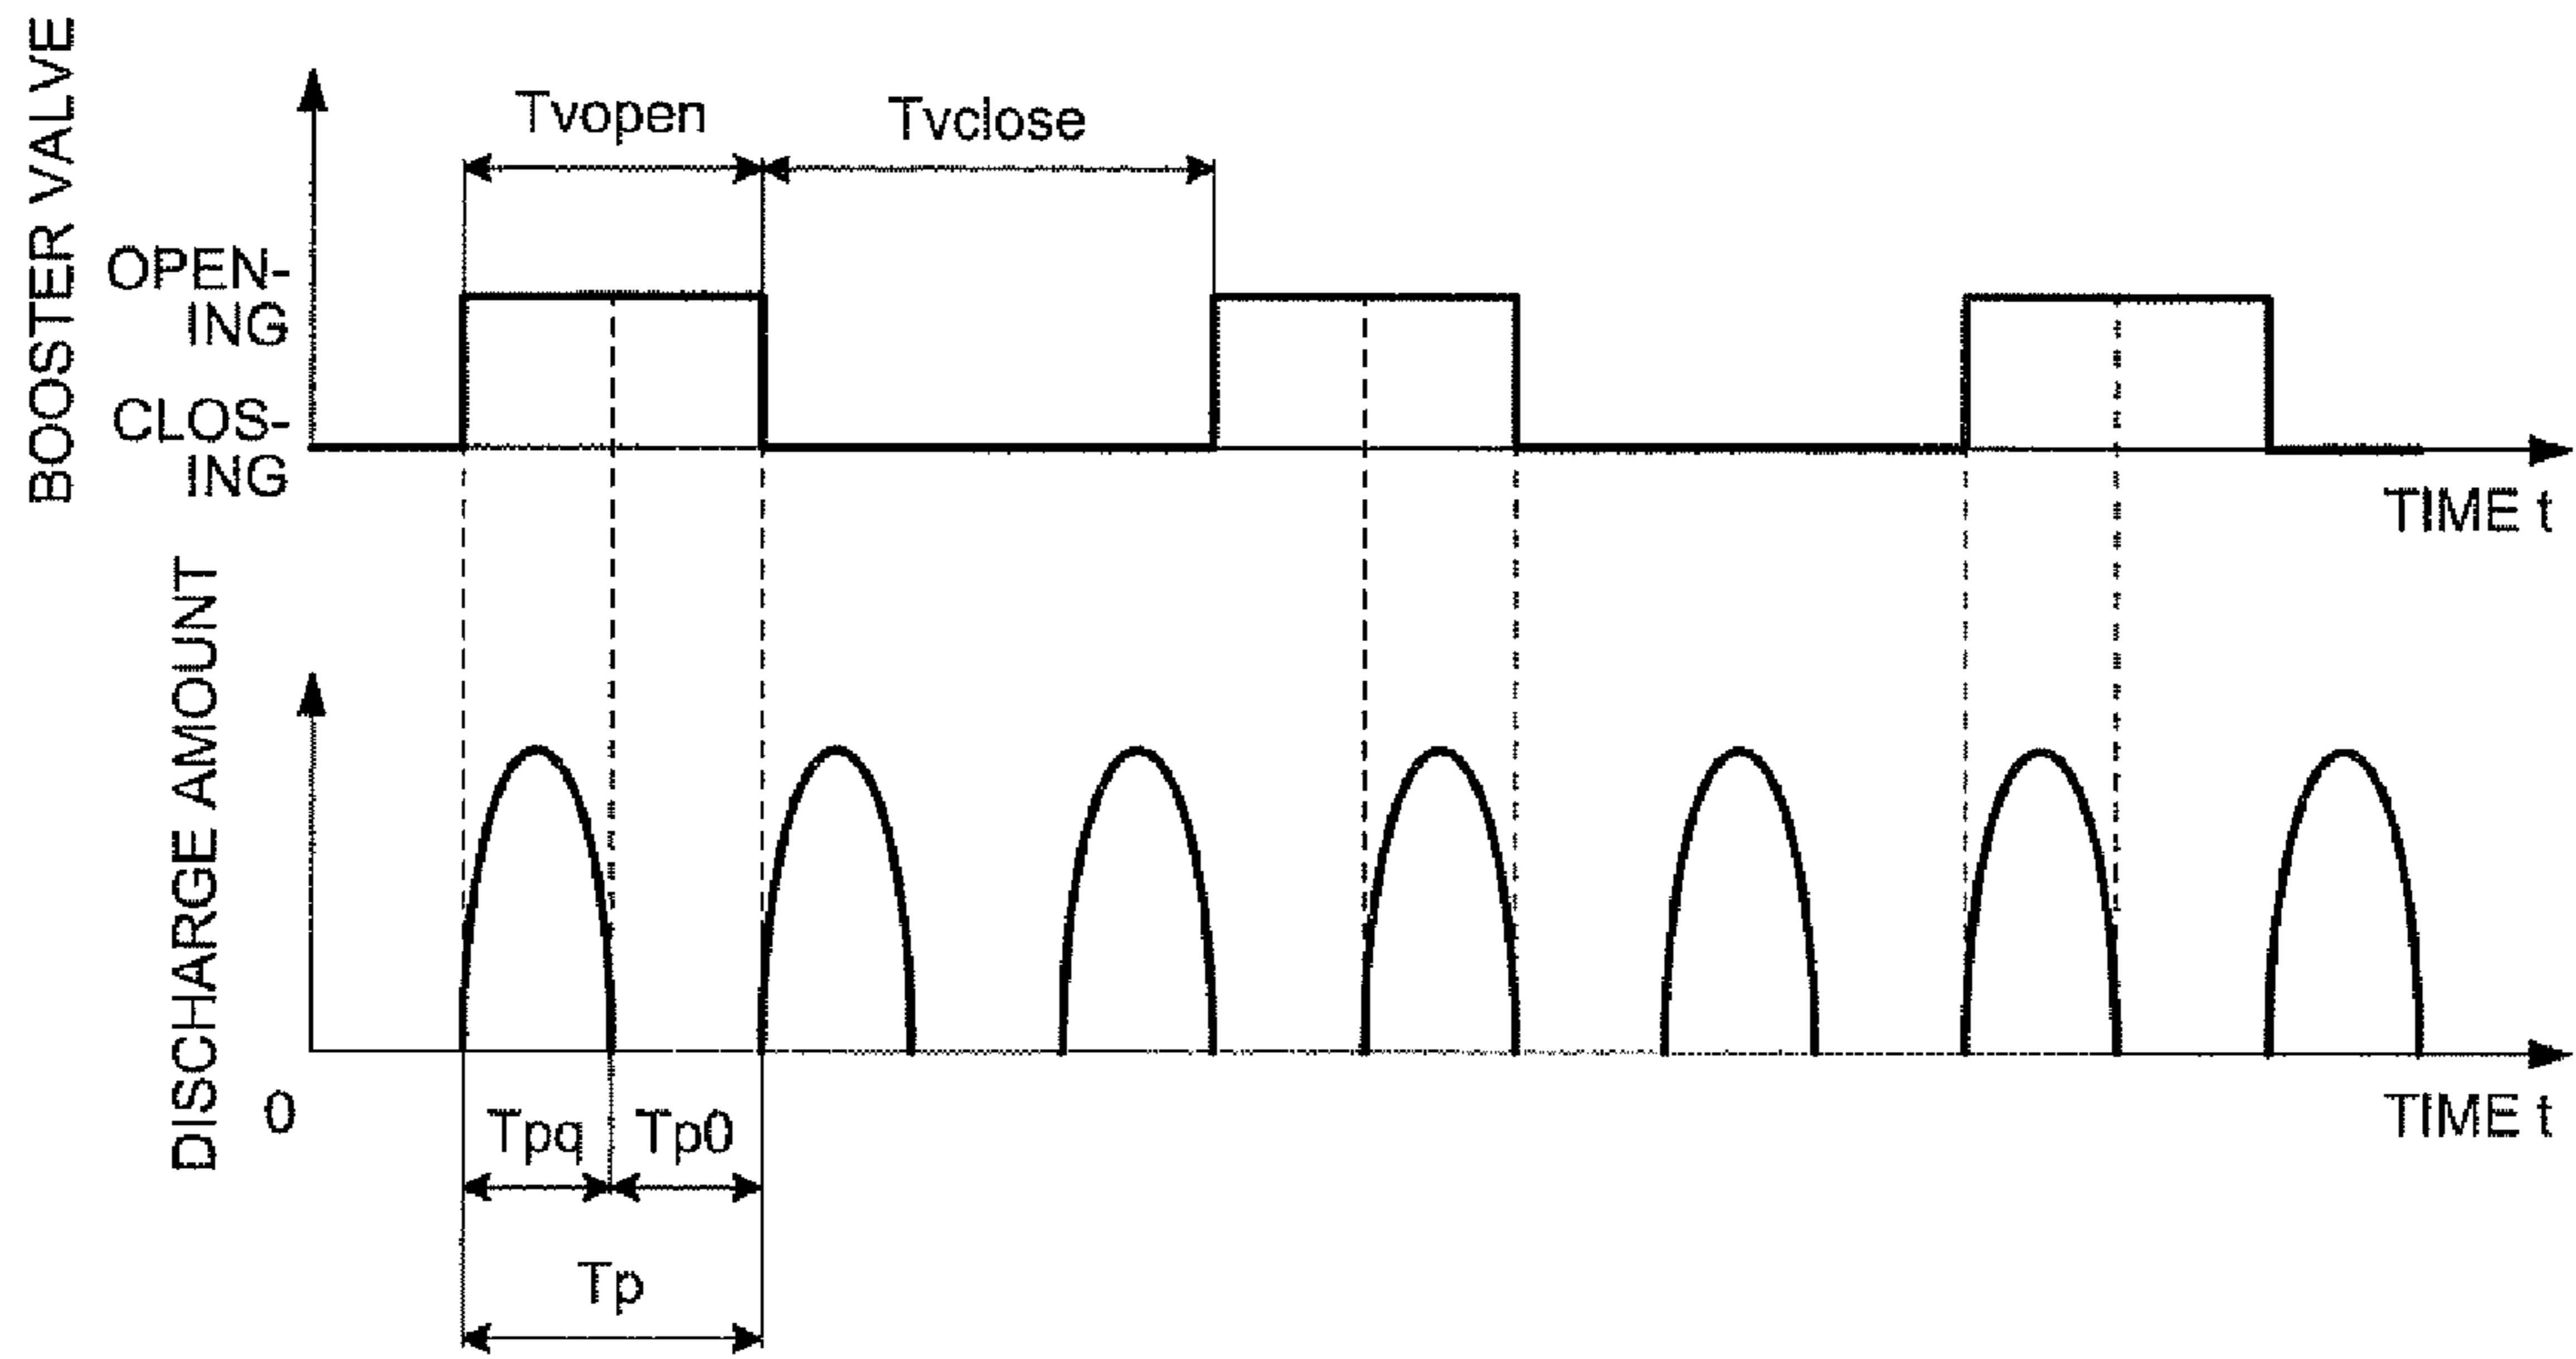 BOOSTER VALVE
Tvopen
Tvclose
OPEN-
ING
CLOS-
ING
TIME t
DISCHARGE AMOUNT
0
Tpq
Tp0
TIME t
Tp